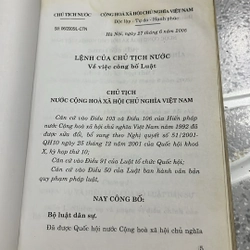 CHỦ TỊCH NƯỚC
CỘNG HOÀ XÃ HỘI CHỦ NGHĨA VIỆT NAM
Độc lập - Tự do - Hạnh phúc
Hà Nội, ngày 27 tháng 6 năm 2005
LỆNH CỦA CHỦ TỊCH NƯỚC
Về việc công bố Luật
CHỦ TỊCH
NƯỚC CỘNG HOÀ XÃ HỘI CHỦ NGHĨA VIỆT NAM
Căn cứ vào Điều 103 và Điều 106 của Hiến pháp
nước Cộng hoà xã hội chủ nghĩa Việt Nam năm 1992 đã
được sửa đổi, bổ sung theo Nghị quyết số 51/2001-
QH10 ngày 25 tháng 12 năm 2001 của Quốc hội khoá
X, kỳ họp thứ 10;
Căn cứ vào Điều 91 của Luật tổ chức Quốc hội;
Căn cứ vào Điều 50 của Luật ban hành văn bản
quy phạm pháp luật,
NAY CÔNG BỐ:
Bộ luật dân sự.
Đã được Quốc hội nước Cộng hoà xã hội chủ nghĩa
5